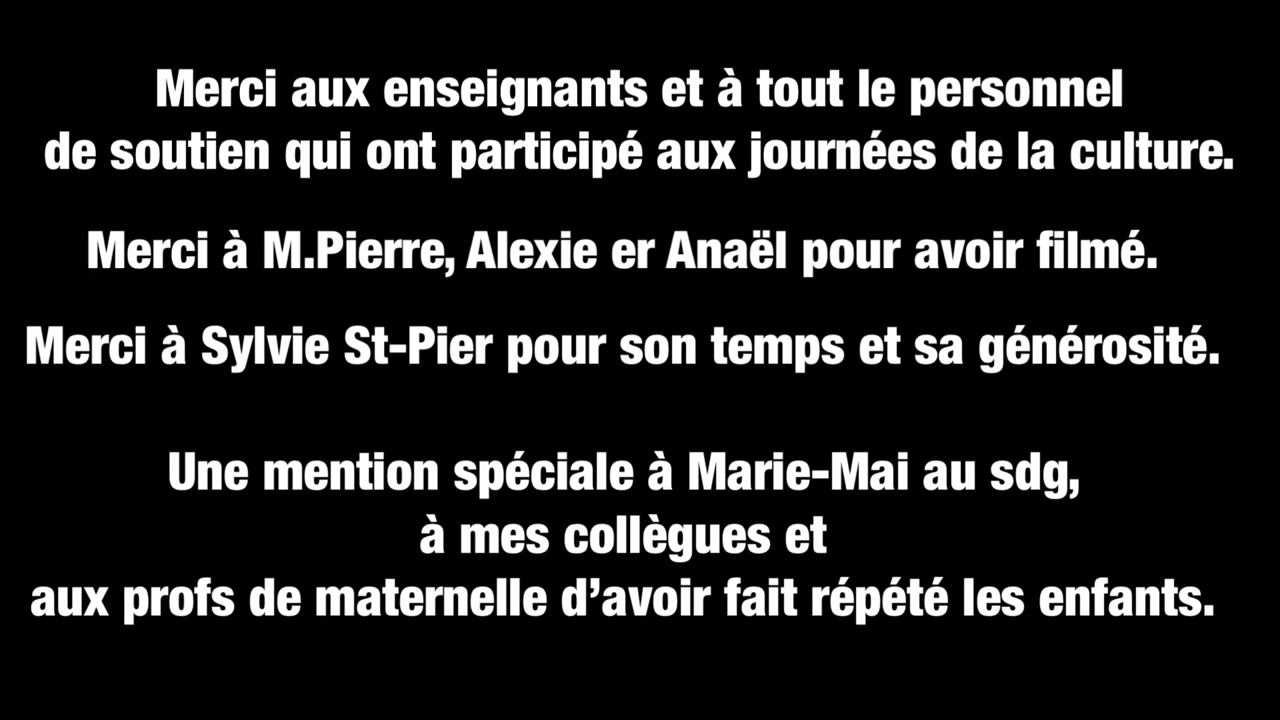 Merci aux enseignants et à tout le personnel
de soutien qui ont participé aux journées de la culture.
Merci à M.Pierre, Alexie er Anaël pour avoir filmé.
Merci à Sylvie St-Pier pour son temps et sa générosité.
Une mention spéciale à Marie-Mai au sdg,
à mes collègues et
aux profs de maternelle d’avoir fait répété les enfants.